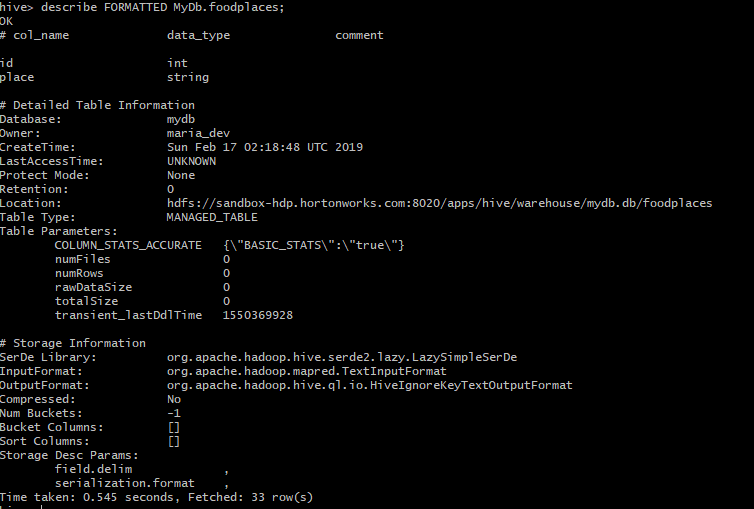 hive> describe FORMATTED MyDb.foodplaces;
OK
# col_name data_type comment
id int
place string
# Detailed Table Information
Database: mydb
Owner: maria_dev
CreateTime: Sun Feb 17 02:18:48 UTC 2019
LastAccessTime: UNKNOWN
Protect Mode: None
Retention: 0
Location: hdfs://sandbox-hdp.hortonworks.com:8020/apps/hive/warehouse/mydb.db/foodplaces
Table Type: MANAGED_TABLE
Table Parameters:
COLUMN_STATS_ACCURATE {\"BASIC_STATS\":\"true\"}
numFiles 0
numRows 0
rawDataSize 0
totalSize 0
transient_lastDdlTime 1550369928
# Storage Information
SerDe Library: org.apache.hadoop.hive.serde2.lazy.LazySimpleSerDe
InputFormat: org.apache.hadoop.mapred.TextInputFormat
OutputFormat: org.apache.hadoop.hive.ql.io.HiveIgnoreKeyTextOutputFormat
Compressed: No
Num Buckets: -1
Bucket Columns: []
Sort Columns: []
Storage Desc Params:
field.delim ,
serialization.format ,
Time taken: 0.545 seconds, Fetched: 33 row(s)